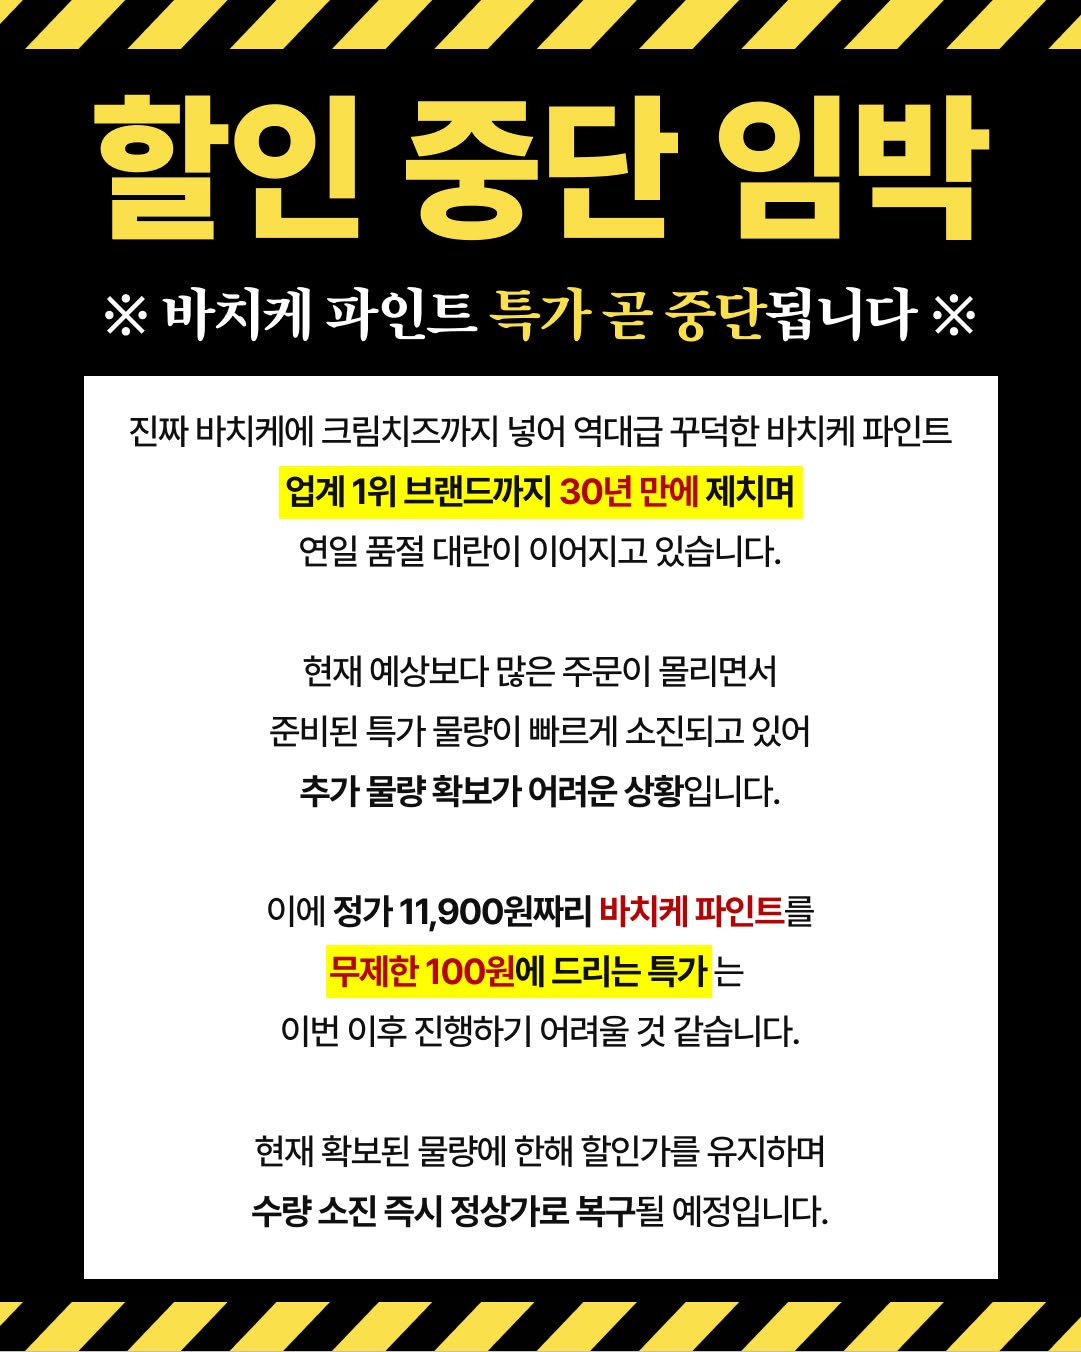 할인 중단 임박
※ 바치케 파인트 특가 곧 중단됩니다 ※
진짜 바치케에 크림치즈까지 넣어 역대급 꾸덕한 바치케 파인트
업계 1위 브랜드까지 30년 만에 제치며
연일 품절 대란이 이어지고 있습니다.
현재 예상보다 많은 주문이 몰리면서
준비된 특가 물량이 빠르게 소진되고 있어
추가 물량 확보가 어려운 상황입니다.
이에 정가 11,900원짜리 바치케 파인트를
무제한 100원에 드리는 특가 는
이번 이후 진행하기 어려울 것 같습니다.
현재 확보된 물량에 한해 할인가를 유지하며
수량 소진 즉시 정상가로 복구될 예정입니다.